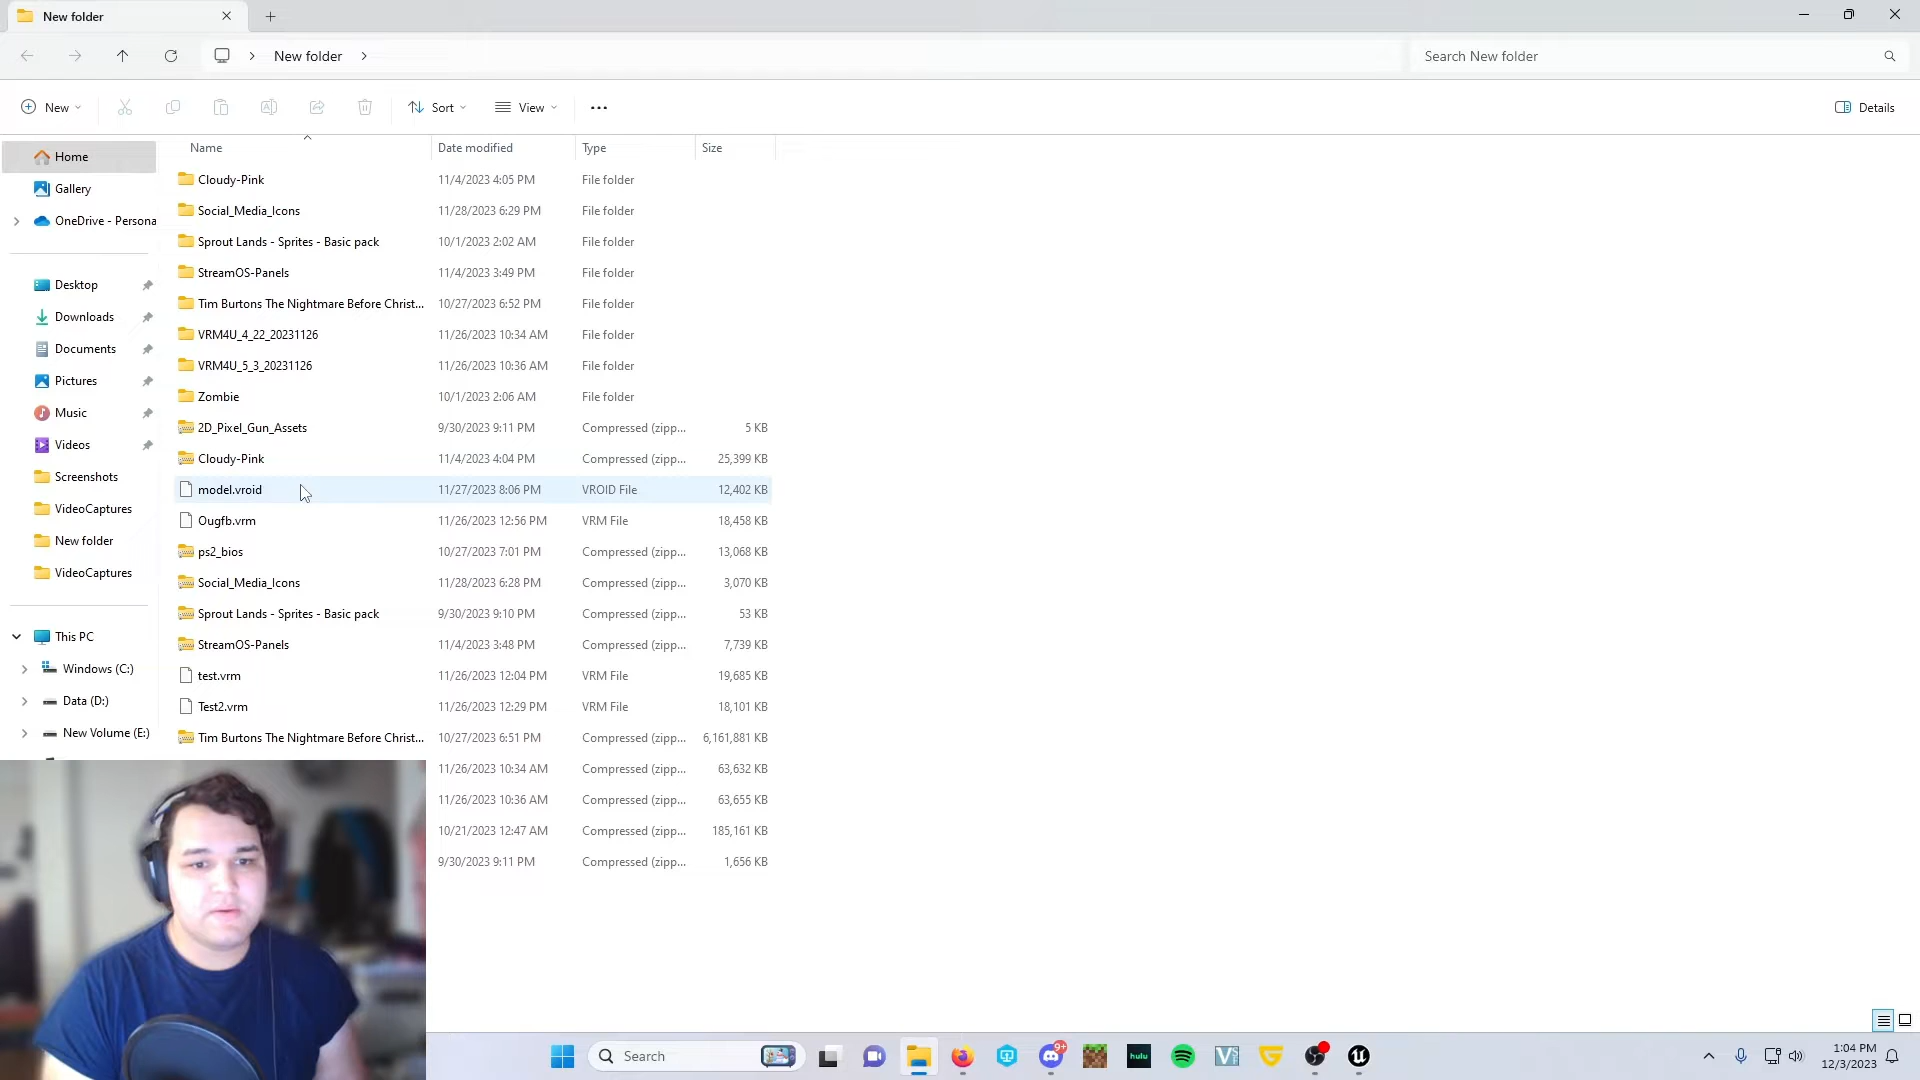 New folder
New folder
Search New folder
New
Sort
View
Details
Name Date modified Type Size
Home
Gallery
OneDrive - Persona
Desktop
Downloads
Documents
Pictures
Music
Videos
Screenshots
VideoCaptures
New folder
VideoCaptures
This PC
Windows (C:)
Data (D:)
New Volume (E:)
Cloudy-Pink 11/4/2023 4:05 PM File folder
Social_Media_Icons 11/28/2023 6:29 PM File folder
Sprout Lands - Sprites - Basic pack 10/1/2023 2:02 AM File folder
StreamOS-Panels 11/4/2023 3:49 PM File folder
Tim Burtons The Nightmare Before Christ... 10/27/2023 6:52 PM File folder
VRM4U_4_22_20231126 11/26/2023 10:34 AM File folder
VRM4U_5_3_20231126 11/26/2023 10:36 AM File folder
Zombie 10/1/2023 2:06 AM File folder
2D_Pixel_Gun_Assets 9/30/2023 9:11 PM Compressed (zipp... 5 KB
Cloudy-Pink 11/4/2023 4:04 PM Compressed (zipp... 25,399 KB
model.vroid 11/27/2023 8:06 PM VROID File 12,402 KB
Ougfb.vrm 11/26/2023 12:56 PM VRM File 18,458 KB
ps2_bios 10/27/2023 7:01 PM Compressed (zipp... 13,068 KB
Social_Media_Icons 11/28/2023 6:28 PM Compressed (zipp... 3,070 KB
Sprout Lands - Sprites - Basic pack 9/30/2023 9:10 PM Compressed (zipp... 53 KB
StreamOS-Panels 11/4/2023 3:48 PM Compressed (zipp... 7,739 KB
test.vrm 11/26/2023 12:04 PM VRM File 19,685 KB
Test2.vrm 11/26/2023 12:29 PM VRM File 18,101 KB
Tim Burtons The Nightmare Before Christ... 10/27/2023 6:51 PM Compressed (zipp... 6,161,881 KB
11/26/2023 10:34 AM Compressed (zipp... 63,632 KB
11/26/2023 10:36 AM Compressed (zipp... 63,655 KB
10/21/2023 12:47 AM Compressed (zipp... 185,161 KB
9/30/2023 9:11 PM Compressed (zipp... 1,656 KB
Search
9+
hulu
1:04 PM
12/3/2023